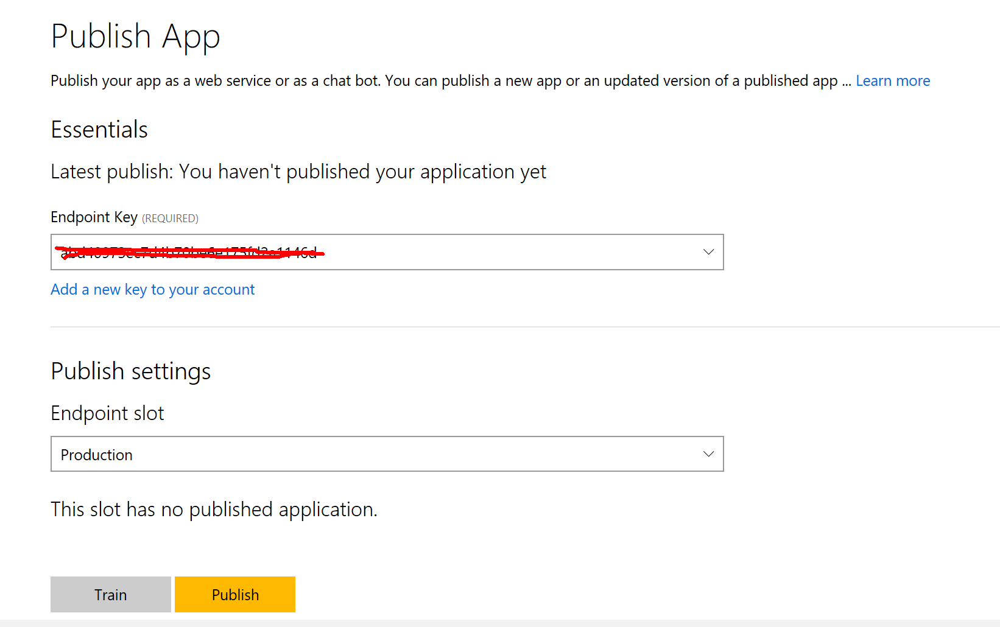 Publish App
Publish your app as a web service or as a chat bot. You can publish a new app or an updated version of a published app ... Learn more
Essentials
Latest publish: You haven't published your application yet
Endpoint Key (REQUIRED)
Add a new key to your account
Publish settings
Endpoint slot
Production
This slot has no published application.
Train Publish